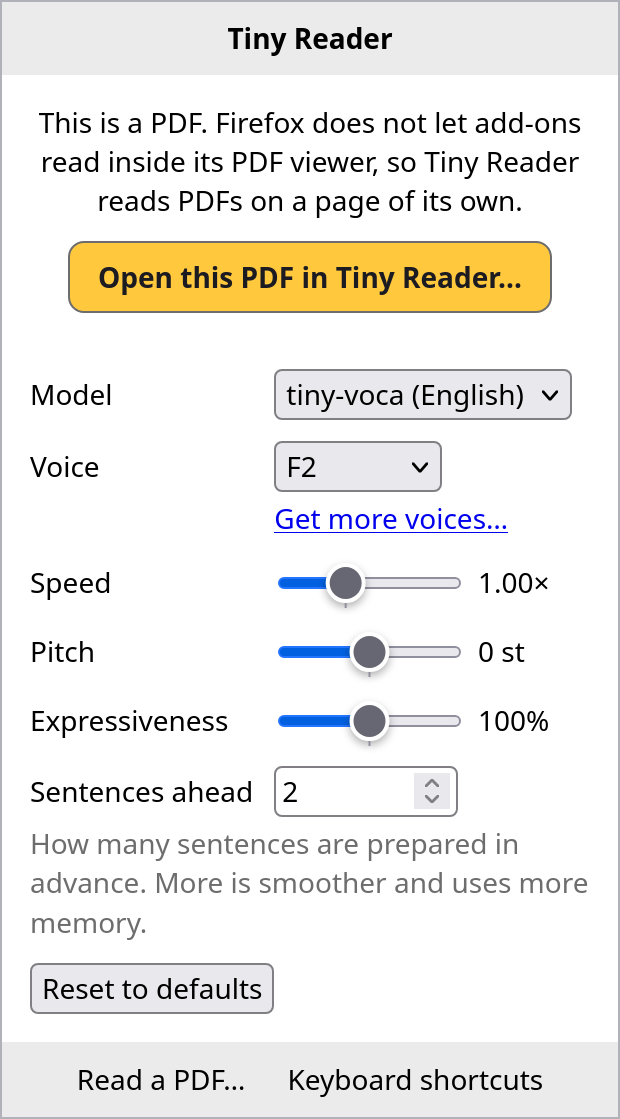 Tiny Reader
This is a PDF. Firefox does not let add-ons
read inside its PDF viewer, so Tiny Reader
reads PDFs on a page of its own.
Open this PDF in Tiny Reader...
Model
tiny-voca (English)
Voice
F2
Get more voices...
Speed
1.00×
Pitch
0 st
Expressiveness
100%
Sentences ahead
2
How many sentences are prepared in
advance. More is smoother and uses more
memory.
Reset to defaults
Read a PDF...
Keyboard shortcuts